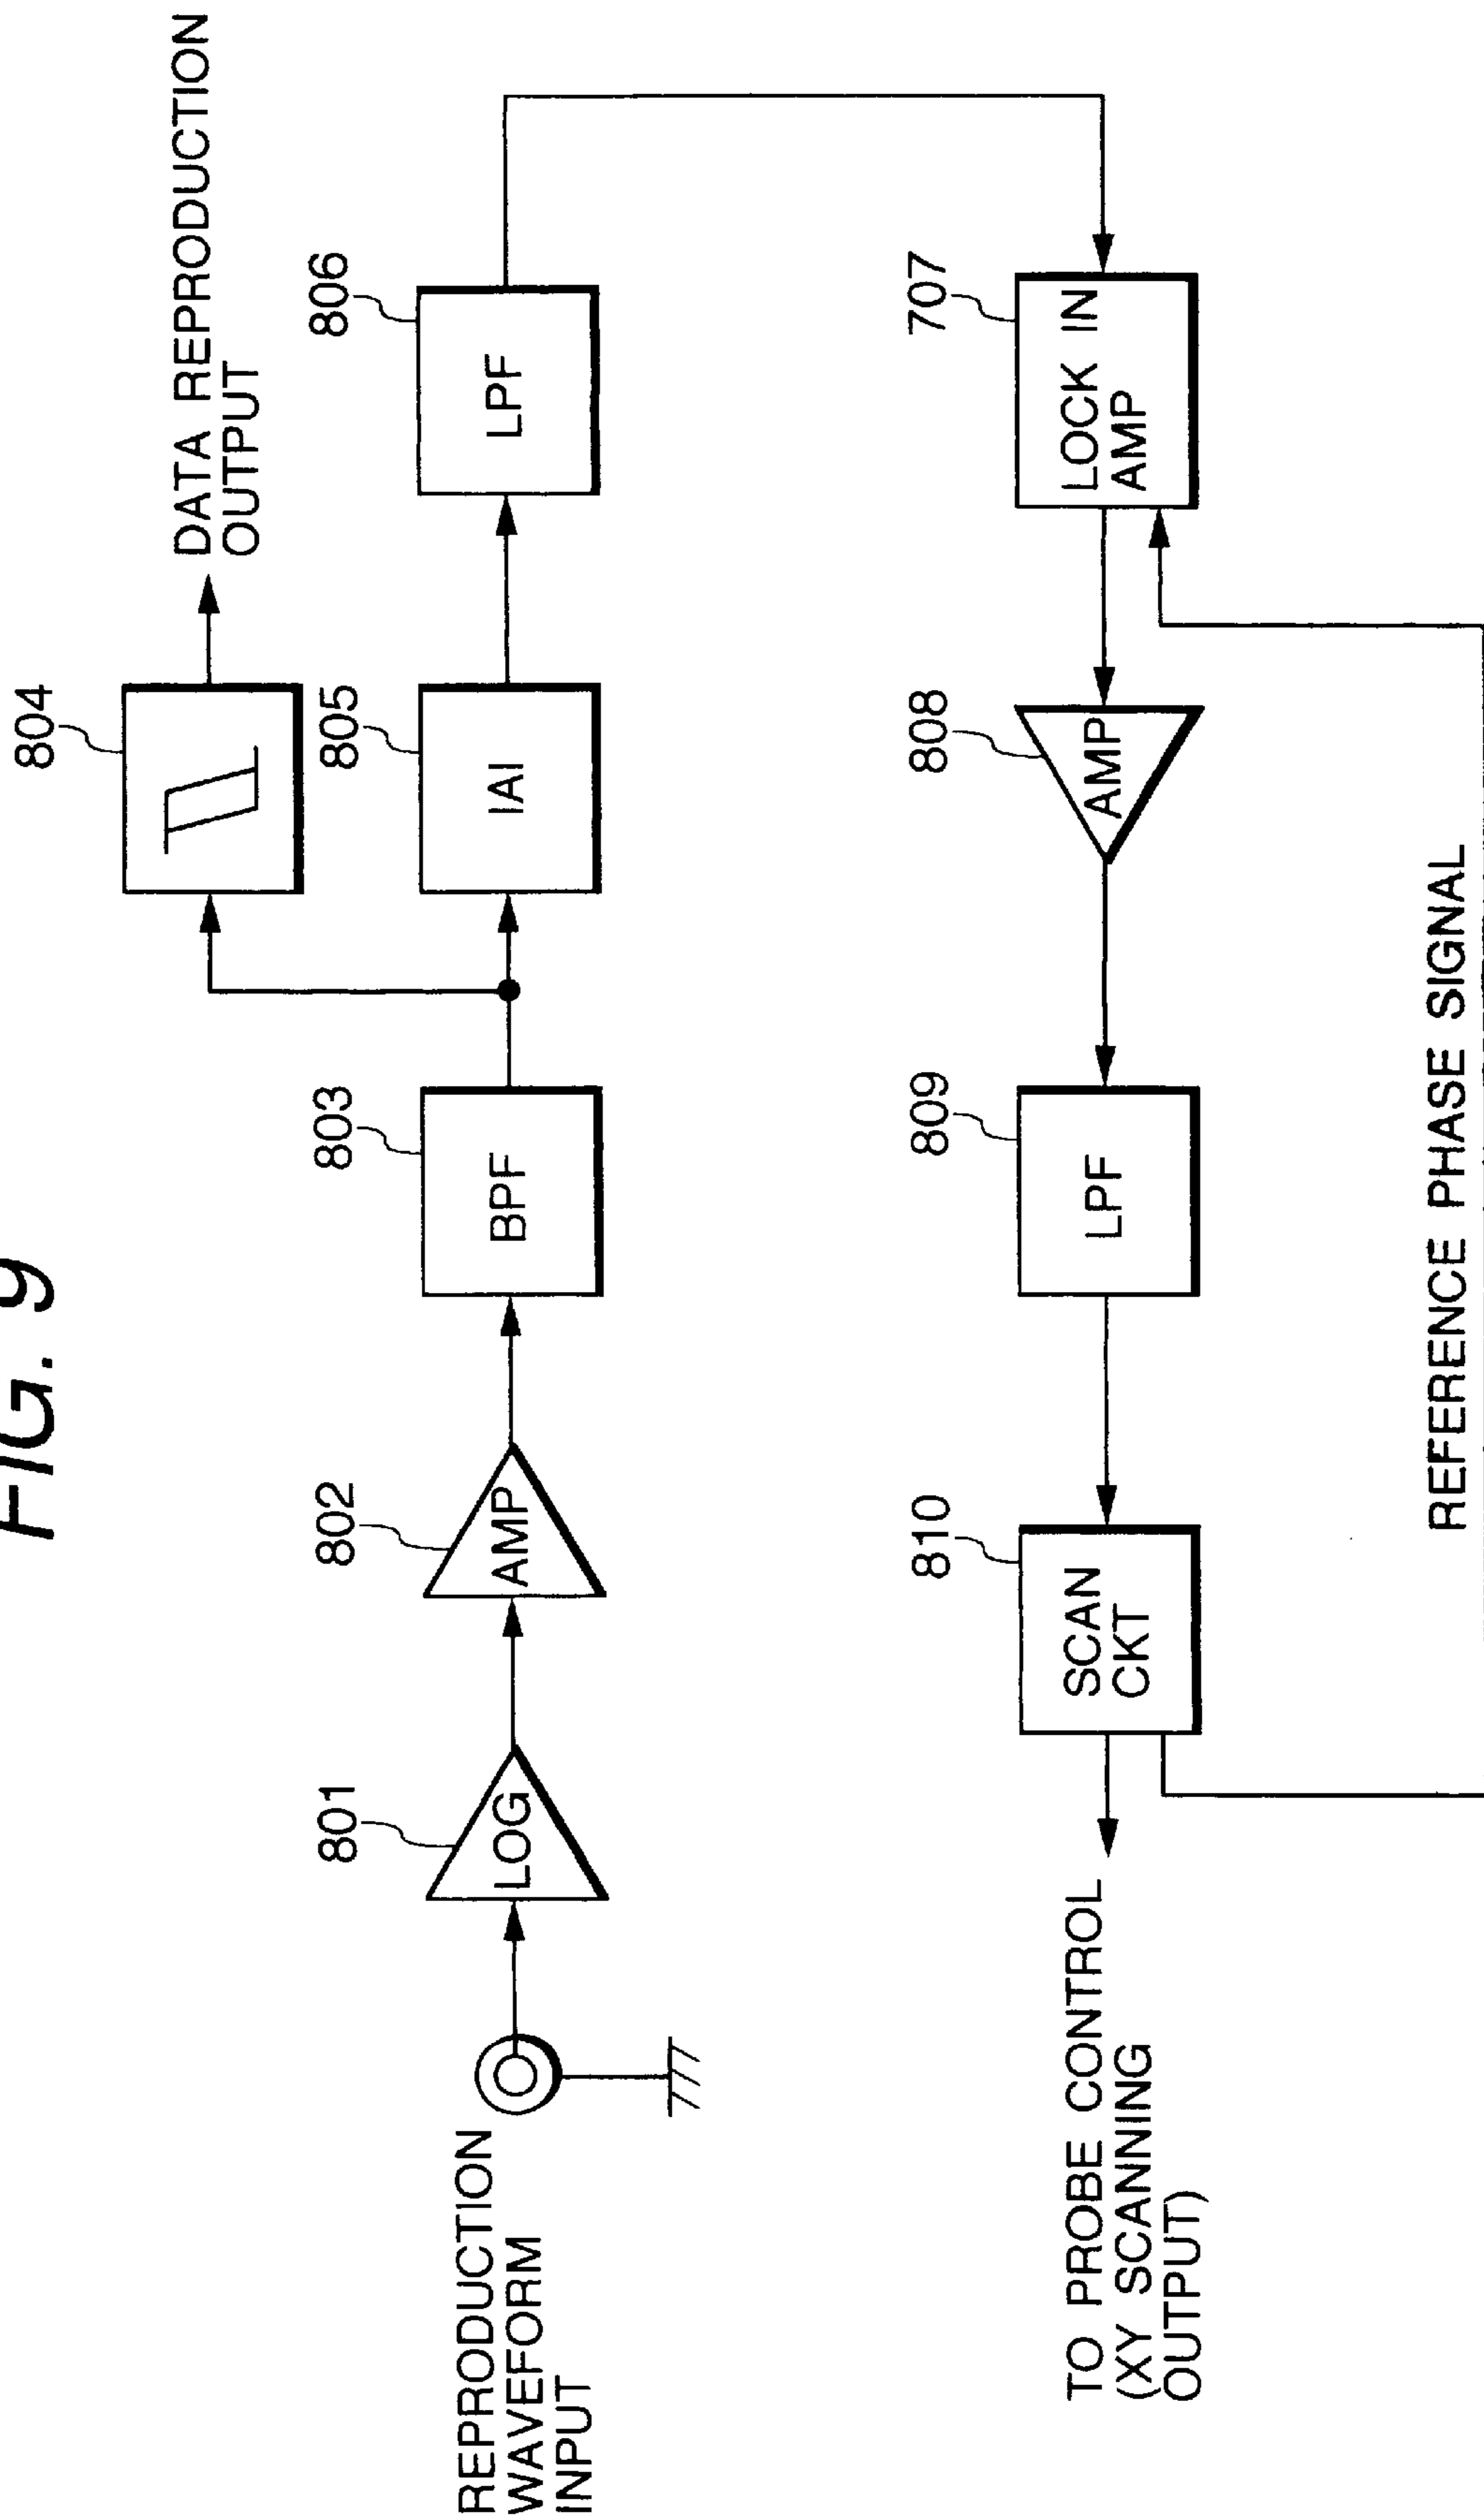 FIG. 9
804
DATA REPRODUCTION
OUTPUT
801
802
803
805
806
REPRODUCTION
WAVEFORM
INPUT
LOG
AMP
BPF
|A|
LPF
810
809
808
707
TO PROBE CONTROL
(XY SCANNING
OUTPUT)
SCAN
CKT
LPF
AMP
LOCK IN
AMP
REFERENCE PHASE SIGNAL